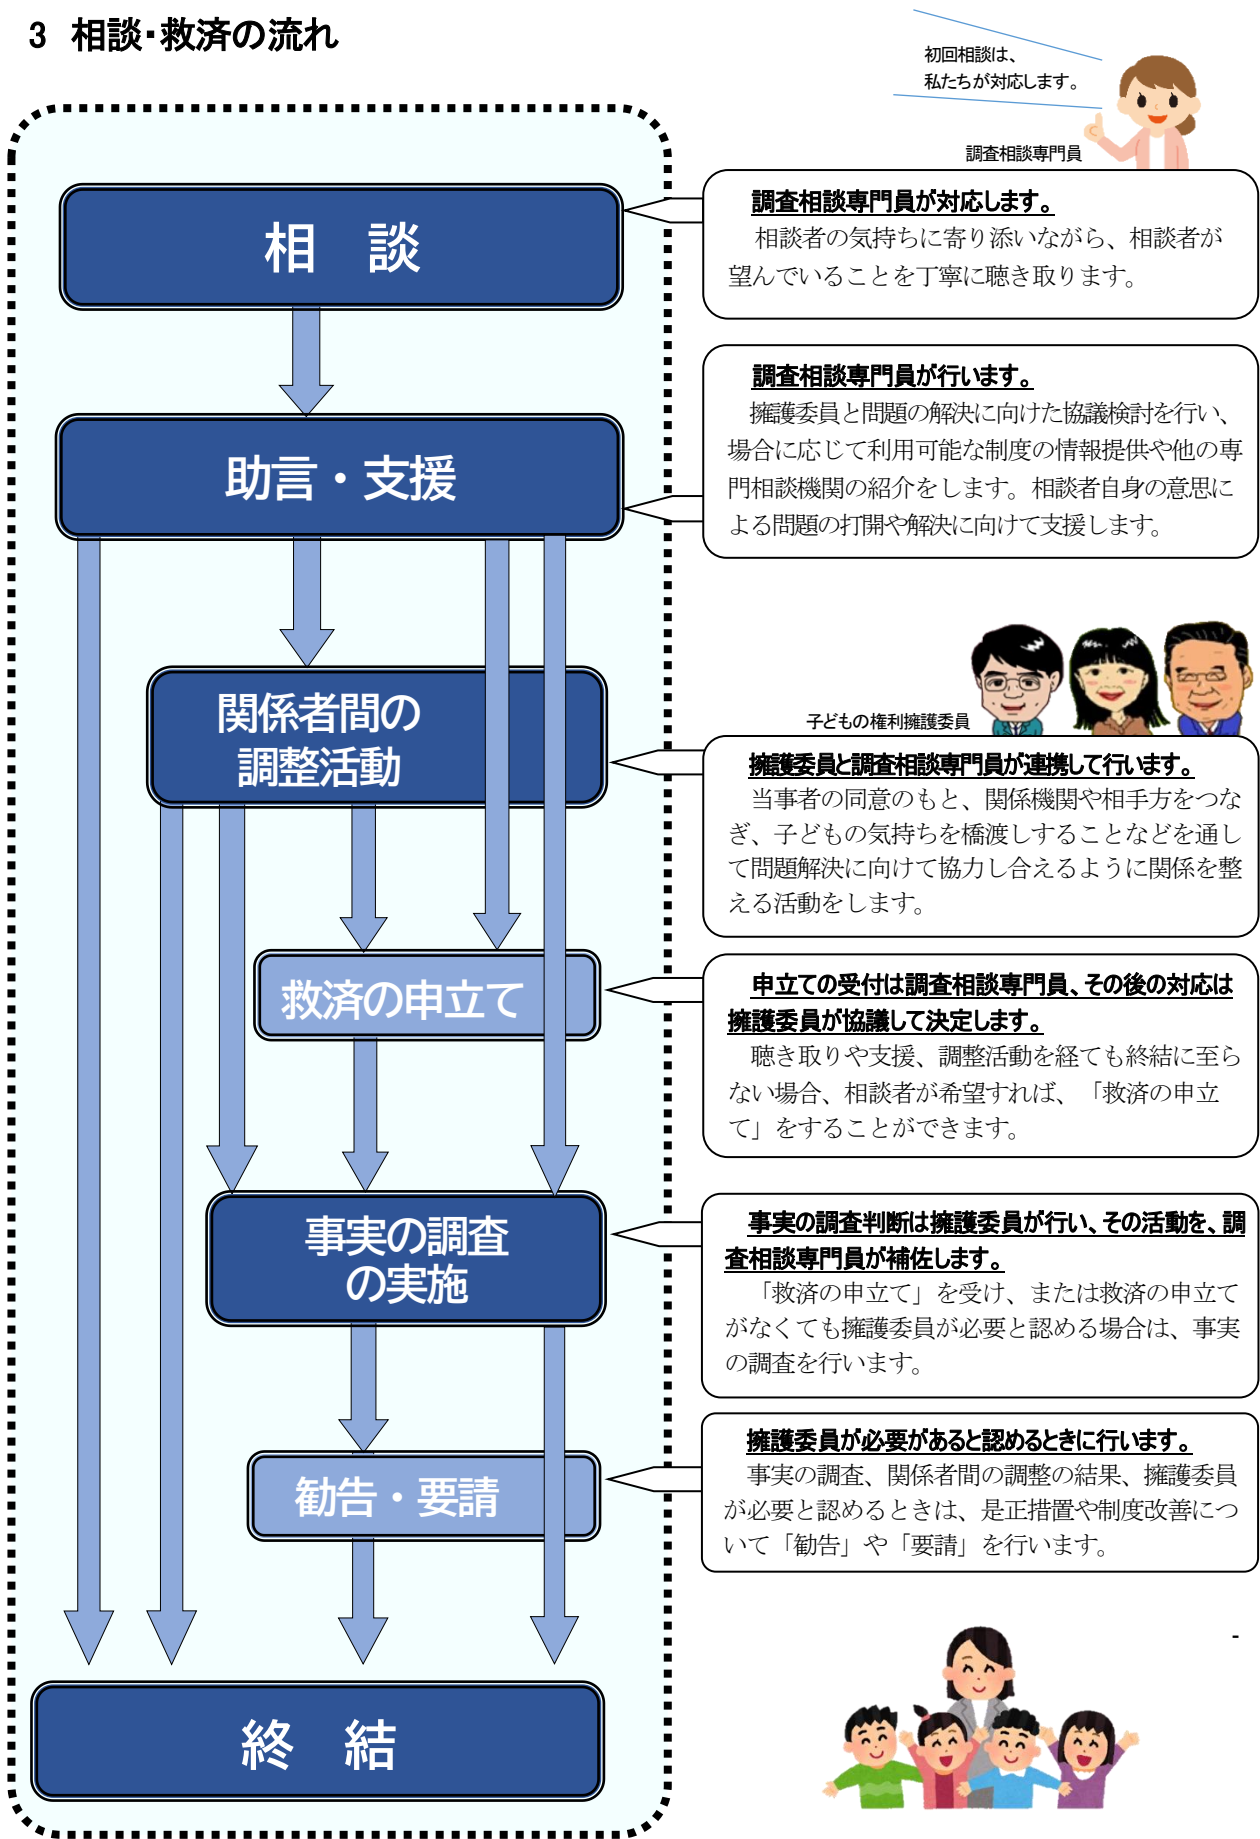 3 相談・救済の流れ
初回相談は、
私たちが対応します。
調査相談専門員
相 談
調査相談専門員が対応します。
相談者の気持ちに寄り添いながら、相談者が
望んでいることを丁寧に聴き取ります。
助言・支援
調査相談専門員が行います。
擁護委員と問題の解決に向けた協議検討を行い、
場合に応じて利用可能な制度の情報提供や他の専
門相談機関の紹介をします。相談者自身の意思に
よる問題の打開や解決に向けて支援します。
子どもの権利擁護委員
関係者間の
調整活動
擁護委員と調査相談専門員が連携して行います。
当事者の同意のもと、関係機関や相手方をつな
ぎ、子どもの気持ちを橋渡しすることなどを通し
て問題解決に向けて協力し合えるように関係を整
える活動をします。
救済の申立て
申立ての受付は調査相談専門員、その後の対応は
擁護委員が協議して決定します。
聴き取りや支援、調整活動を経ても終結に至ら
ない場合、相談者が希望すれば、「救済の申立
て」をすることができます。
事実の調査
の実施
事実の調査判断は擁護委員が行い、その活動を、調
査相談専門員が補佐します。
「救済の申立て」を受け、または救済の申立て
がなくても擁護委員が必要と認める場合は、事実
の調査を行います。
勧告・要請
擁護委員が必要があると認めるときに行います。
事実の調査、関係者間の調整の結果、擁護委員
が必要と認めるときは、是正措置や制度改善につ
いて「勧告」や「要請」を行います。
-
終 結